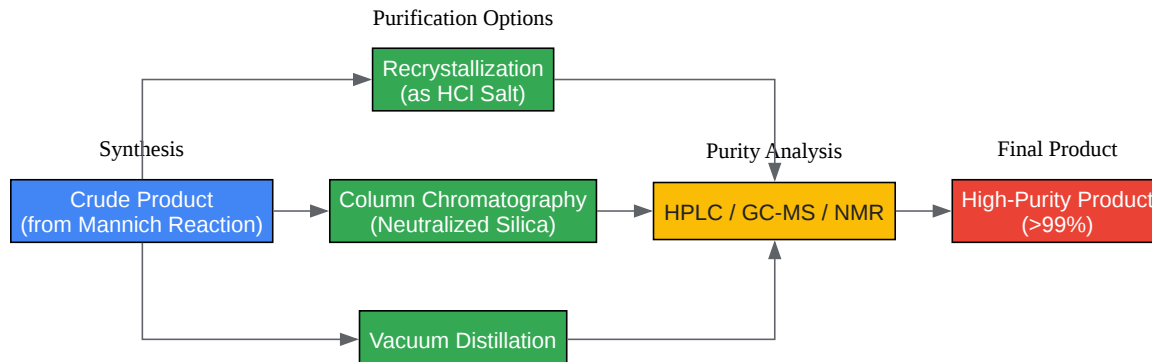 Purification Options
Recrystallization
(as HCl Salt)
Synthesis
Purity Analysis
Final Product
Crude Product
(from Mannich Reaction)
Column Chromatography
(Neutralized Silica)
HPLC / GC-MS / NMR
High-Purity Product
(>99%)
Vacuum Distillation